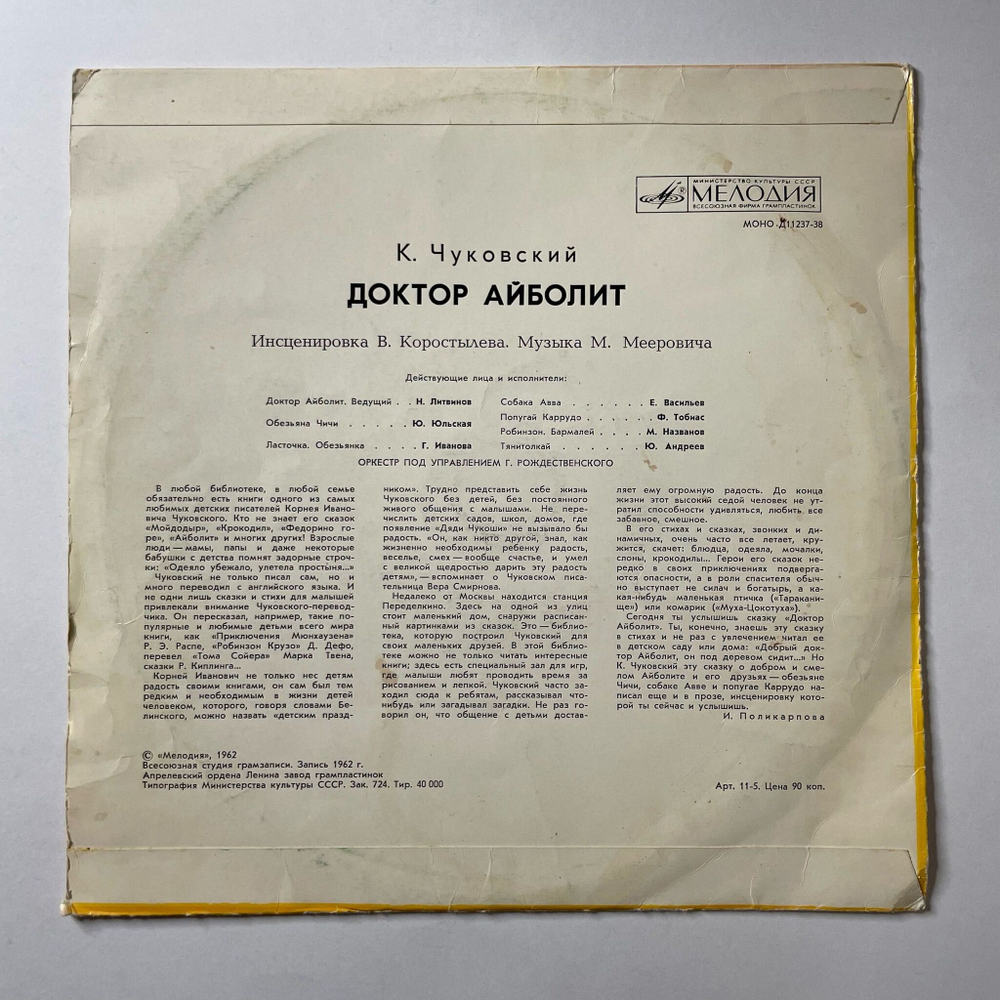 МИНИСТЕРСТВО КУЛЬТУРЫ СССР
МЕЛОДИЯ
ВСЕСОЮЗНАЯ ФИРМА ГРАМПЛАСТИНОК
МОНО Д11237-38
К. Чуковский
ДОКТОР АЙБОЛИТ
Инсценировка В. Коростылева. Музыка М. Мееровича
Действующие лица и исполнители:
Доктор Айболит. Ведущий . . Н. Литвинов
Обезьяна Чичи . . . . . Ю. Юльская
Ласточка. Обезьянка . . . . Г. Иванова
Собака Авва . . . . . . Е. Васильев
Попугай Каррудо . . . . . . Ф. Тобиас
Робинзон. Бармалей . . . . М. Названов
Тянитолкай . . . . . . Ю. Андреев
ОРКЕСТР ПОД УПРАВЛЕНИЕМ Г. РОЖДЕСТВЕНСКОГО
В любой библиотеке, в любой семье
обязательно есть книги одного из самых
любимых детских писателей Корнея Ивано-
вича Чуковского. Кто не знает его сказок
«Мойдодыр», «Крокодил», «Федорино го-
ре», «Айболит» и многих других! Взрослые
люди — мамы, папы и даже некоторые
бабушки с детства помнят задорные строч-
ки: «Одеяло убежало, улетела простыня...»
Чуковский не только писал сам, но и
много переводил с английского языка. И
не одни лишь сказки и стихи для малышей
привлекали внимание Чуковского-перевод-
чика. Он пересказал, например, такие по-
пулярные и любимые детьми всего мира
книги, как «Приключения Мюнхаузена»
Р. Э. Распе, «Робинзон Крузо» Д. Дефо,
перевел «Тома Сойера» Марка Твена,
сказки Р. Киплинга...
Корней Иванович не только нес детям
радость своими книгами, он сам был тем
редким и необходимым в жизни детей
человеком, которого, говоря словами Бе-
линского, можно назвать «детским празд-
ником». Трудно представить себе жизнь
Чуковского без детей, без постоянного
живого общения с малышами. Не пере-
числить детских садов, школ, домов, где
появление «Дяди Чукоши» не вызывало бы
радость. «Он, как никто другой, знал, как
жизненно необходимы ребенку радость,
веселье, смех — вообще счастье, и умел
с великой щедростью дарить эту радость
детям», — вспоминает о Чуковском писа-
тельница Вера Смирнова.
Недалеко от Москвы находится станция
Переделкино. Здесь на одной из улиц
стоит маленький дом, снаружи расписан-
ный картинками из сказок. Это — библио-
тека, которую построил Чуковский для
своих маленьких друзей. В этой библио-
теке можно не только читать интересные
книги; здесь есть специальный зал для игр,
где малыши любят проводить время за
рисованием и лепкой. Чуковский часто за-
ходил сюда к ребятам, рассказывал что-
нибудь или загадывал загадки. Не раз го-
ворил он, что общение с детьми достав-
ляет ему огромную радость. До конца
жизни этот высокий седой человек не ут-
ратил способности удивляться, любить все
забавное, смешное.
В его стихах и сказках, звонких и ди-
намичных, очень часто все летает, кру-
жится, скачет: блюдца, одеяла, мочалки,
слоны, крокодилы... Герои его сказок не-
редко в своих приключениях подверга-
ются опасности, а в роли спасителя обыч-
но выступает не силач и богатырь, а ка-
кая-нибудь маленькая птичка («Таракани-
ще») или комарик («Муха-Цокотуха»).
Сегодня ты услышишь сказку «Доктор
Айболит». Ты, конечно, знаешь эту сказку
в стихах и не раз с увлечением читал ее
в детском саду или дома: «Добрый док-
тор Айболит, он под деревом сидит...» Но
К. Чуковский эту сказку о добром и сме-
лом Айболите и его друзьях — обезьяне
Чичи, собаке Авве и попугае Каррудо на-
писал еще и в прозе, инсценировку кото-
рой ты сейчас и услышишь.
И. Поликарпова
© «Мелодия», 1962
Всесоюзная студия грамзаписи. Запись 1962 г.
Апрелевский ордена Ленина завод грампластинок
Типография Министерства культуры СССР. Зак. 724. Тир. 40 000
Арт. 11-5. Цена 90 коп.